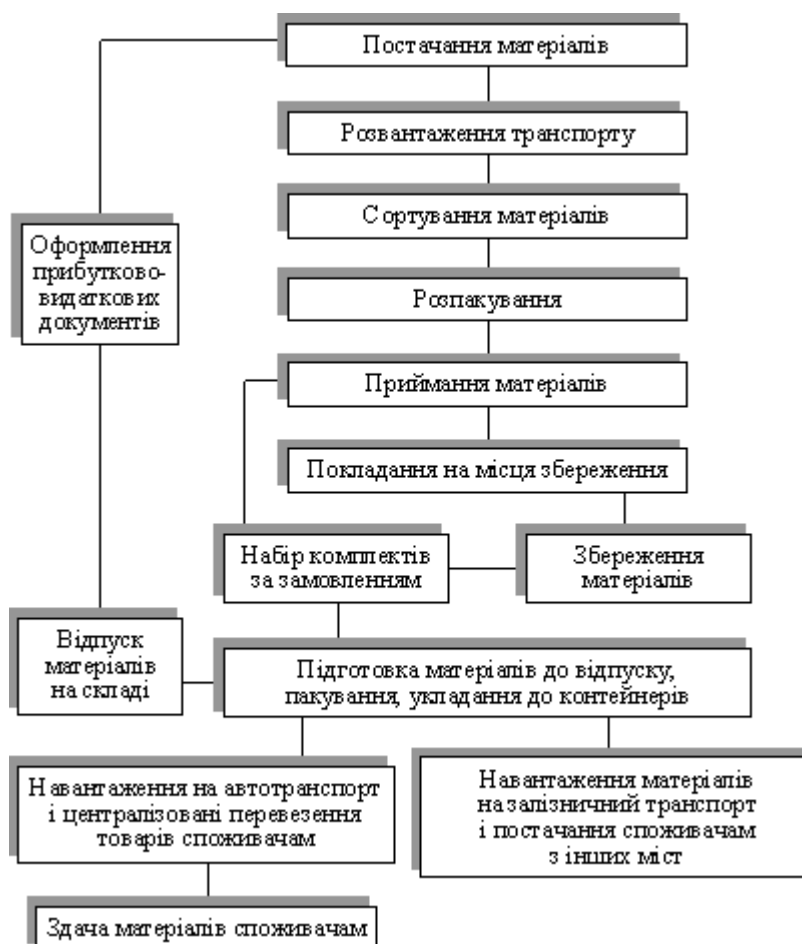 Постачання матеріалів
Розвантаження транспорту
Сортування матеріалів
Оформлення
прибутково-
видаткових
документів
Розпакування
Приймання матеріалів
Покладання на місця збереження
Набір комплектів
за замовленням
Збереження
матеріалів
Відпуск
матеріалів
на складі
Підготовка матеріалів до відпуску,
пакування, укладання до контейнерів
Навантаження на автотранспорт
і централізовані перевезення
товарів споживачам
Навантаження матеріалів
на залізничний транспорт
і постачання споживачам
з інших міст
Здача матеріалів споживачам